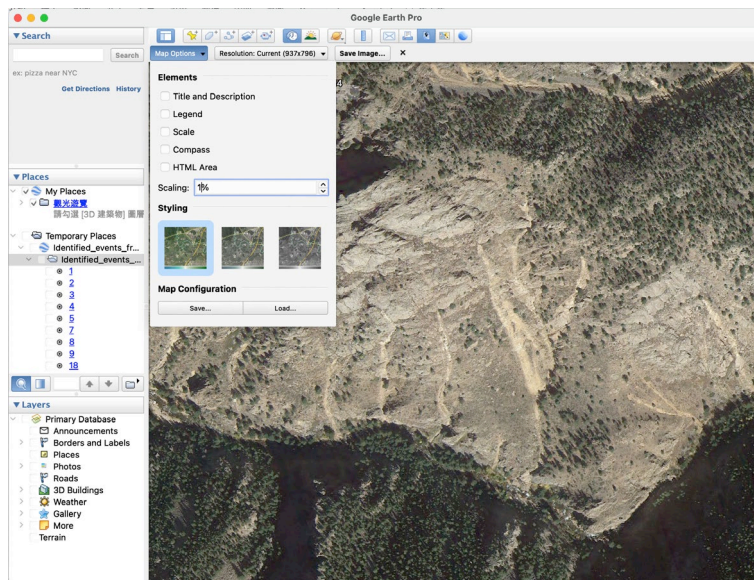 Google Earth Pro
Search
Search
ex: pizza near NYC
Get Directions History
Places
My Places
觀光遊覽
請勾選 [3D 建築物] 圖層
Temporary Places
Identified_events_fr...
Identified_events_...
1
2
3
4
5
7
8
9
18
Layers
Primary Database
Announcements
Borders and Labels
Places
Photos
Roads
3D Buildings
Weather
Gallery
More
Terrain
Map Options
Resolution: Current (937x796)
Save Image...
Elements
Title and Description
Legend
Scale
Compass
HTML Area
Scaling: 1%
Styling
Map Configuration
Save... Load...
4